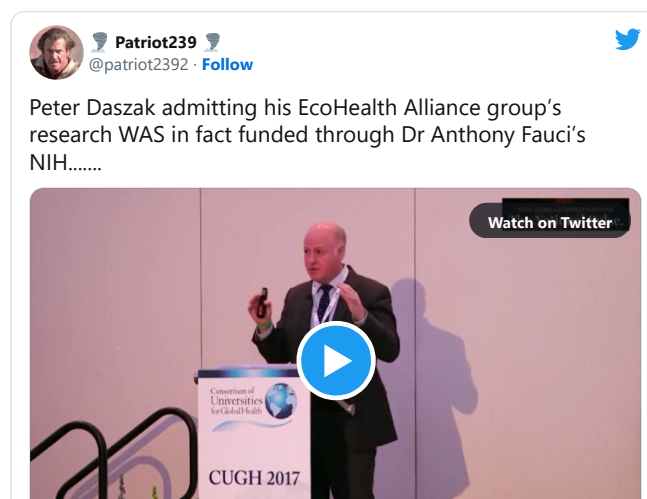 Patriot239
@patriot2392 · Follow
Peter Daszak admitting his EcoHealth Alliance group’s
research WAS in fact funded through Dr Anthony Fauci’s
NIH.......
Watch on Twitter
Consortium of
Universities
for Global Health
CUGH 2017